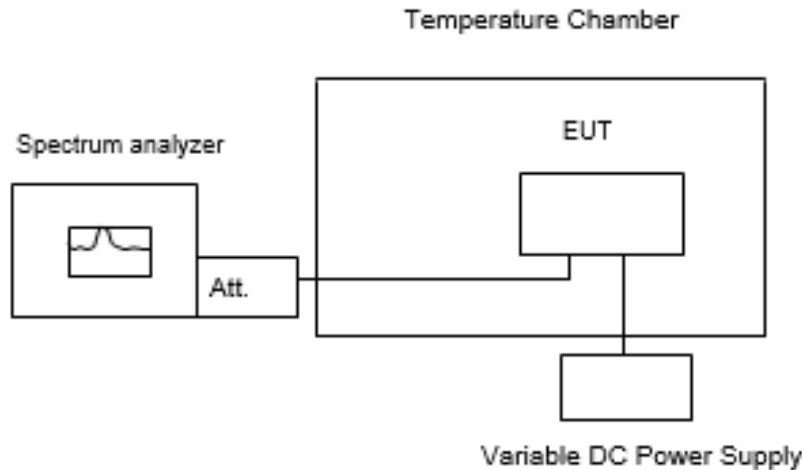 Temperature Chamber
EUT
Spectrum analyzer
Att.
Variable DC Power Supply